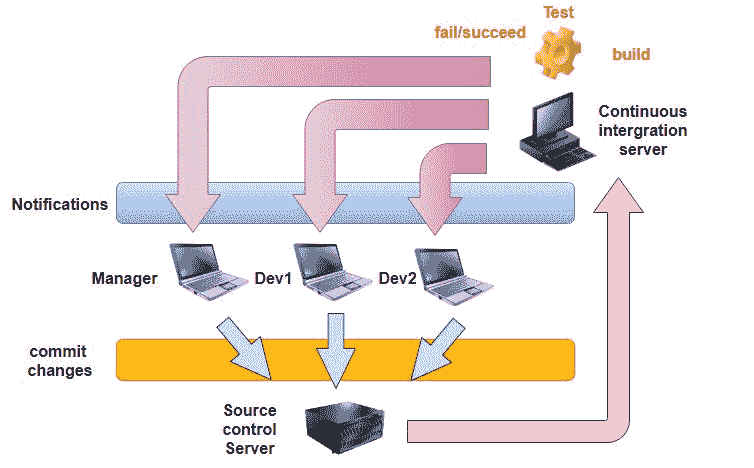 Test
fail/succeed
build
Continuous
intergration
server
Notifications
Manager
Dev1
Dev2
commit
changes
Source
control
Server